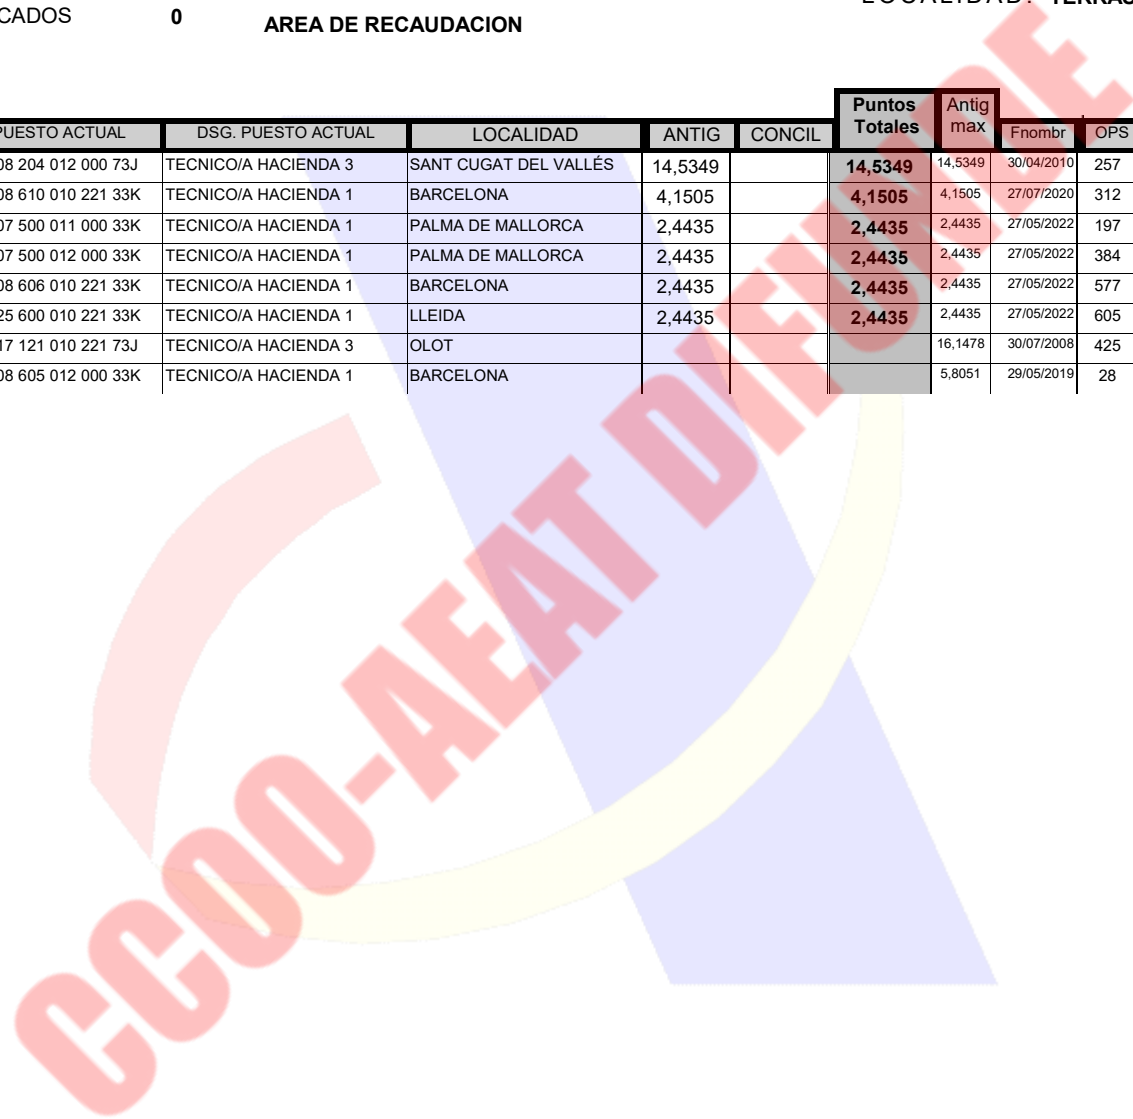 CADOS 0 AREA DE RECAUDACION
LOCALIDAD:
PUESTO ACTUAL DSG. PUESTO ACTUAL LOCALIDAD ANTIG CONCIL Puntos Totales Antig max Fnombr OPS
08 204 012 000 73J TECNICO/A HACIENDA 3 SANT CUGAT DEL VALLÉS 14,5349 14,5349 14,5349 30/04/2010 257
08 610 010 221 33K TECNICO/A HACIENDA 1 BARCELONA 4,1505 4,1505 4,1505 27/07/2020 312
07 500 011 000 33K TECNICO/A HACIENDA 1 PALMA DE MALLORCA 2,4435 2,4435 2,4435 27/05/2022 197
07 500 012 000 33K TECNICO/A HACIENDA 1 PALMA DE MALLORCA 2,4435 2,4435 2,4435 27/05/2022 384
08 606 010 221 33K TECNICO/A HACIENDA 1 BARCELONA 2,4435 2,4435 2,4435 27/05/2022 577
25 600 010 221 33K TECNICO/A HACIENDA 1 LLEIDA 2,4435 2,4435 2,4435 27/05/2022 605
17 121 010 221 73J TECNICO/A HACIENDA 3 OLOT 16,1478 30/07/2008 425
08 605 012 000 33K TECNICO/A HACIENDA 1 BARCELONA 5,8051 29/05/2019 28
CCOO-AEAT DIFUNDE